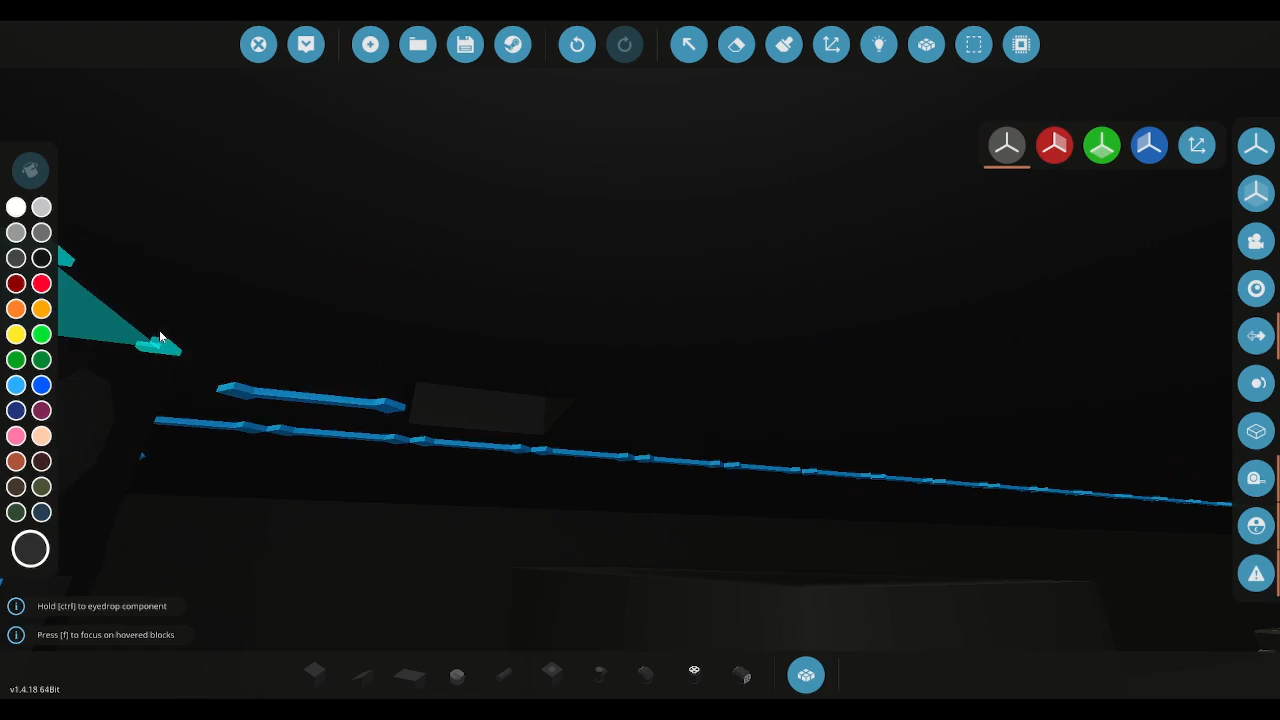 Hold [ctrl] to eyedrop component
Press [f] to focus on hovered blocks
v1.4.18 64Bit